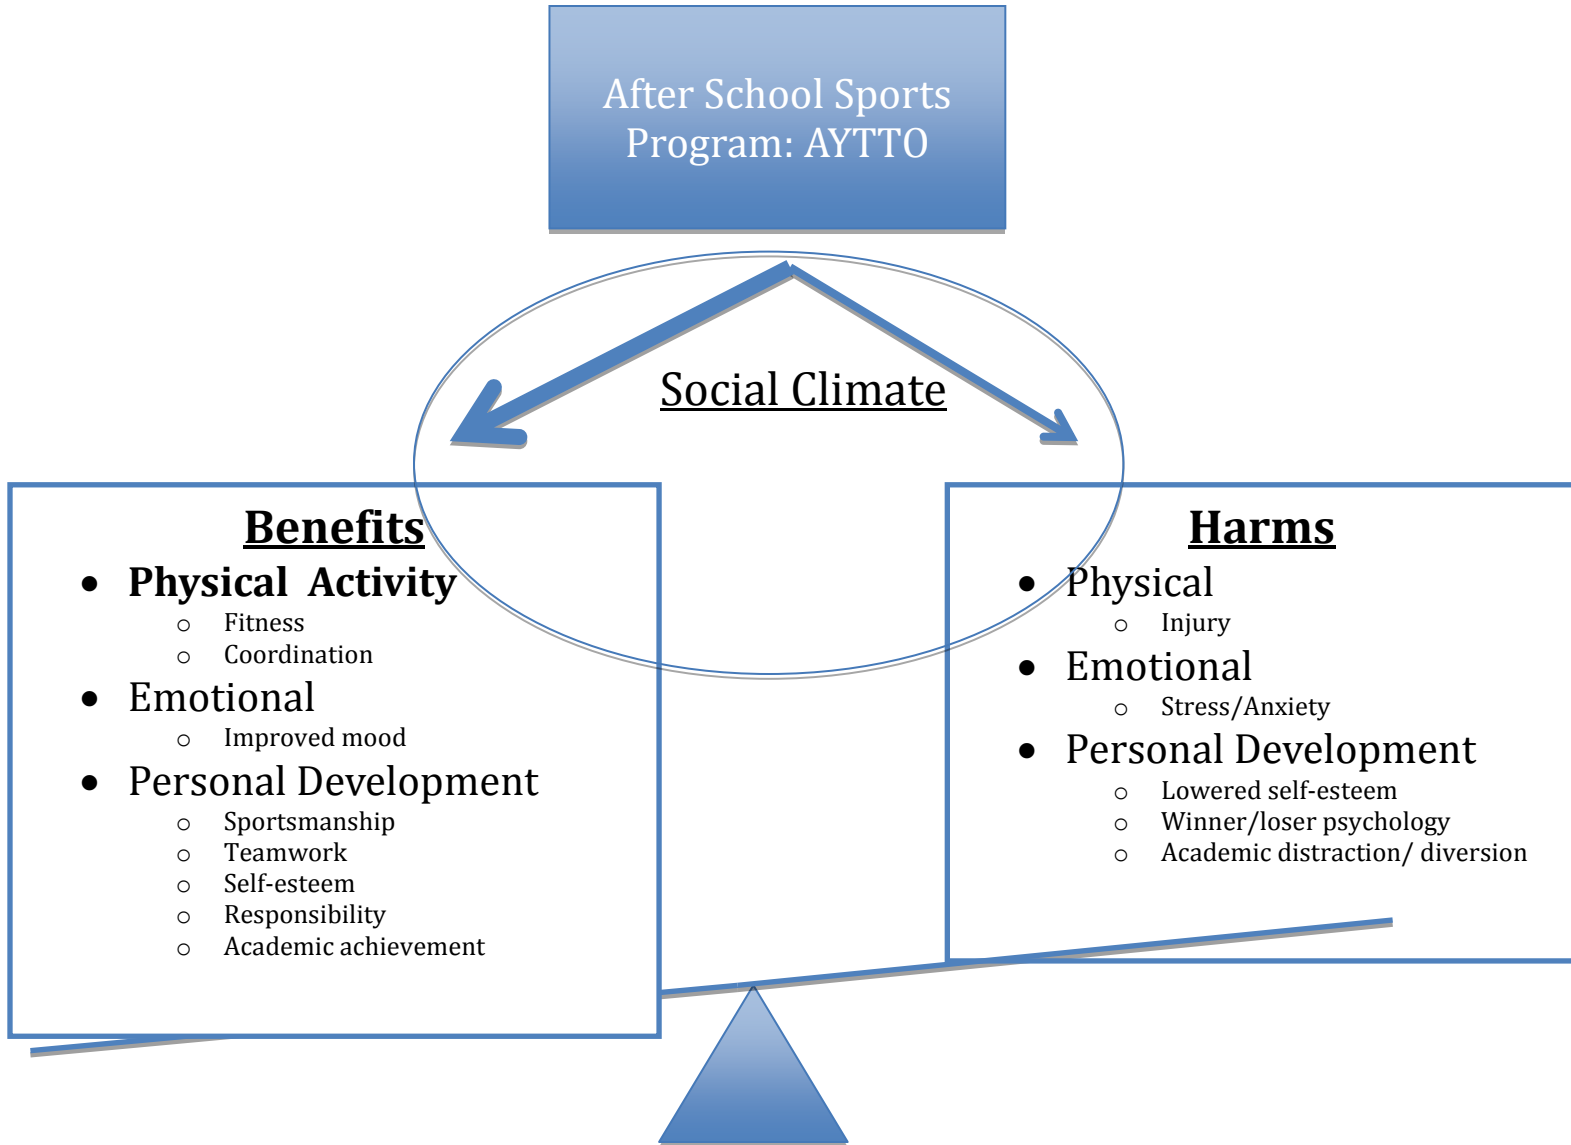 After School Sports
Program: AYTTO
Social Climate
Benefits
• Physical Activity
o Fitness
o Coordination
• Emotional
o Improved mood
• Personal Development
o Sportsmanship
o Teamwork
o Self-esteem
o Responsibility
o Academic achievement
Harms
• Physical
o Injury
• Emotional
o Stress/Anxiety
• Personal Development
o Lowered self-esteem
o Winner/loser psychology
o Academic distraction/ diversion